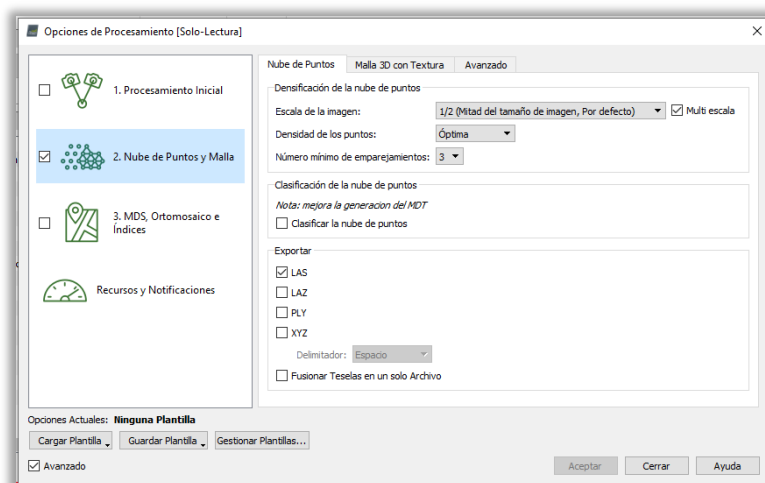 Opciones de Procesamiento [Solo-Lectura]
1. Procesamiento Inicial
2. Nube de Puntos y Malla
3. MDS, Ortomosaico e
Índices
Recursos y Notificaciones
Nube de Puntos Malla 3D con Textura Avanzado
Densificación de la nube de puntos
Escala de la imagen: 1/2 (Mitad del tamaño de imagen, Por defecto) Multi escala
Densidad de los puntos: Óptima
Número mínimo de emparejamientos: 3
Clasificación de la nube de puntos
Nota: mejora la generacion del MDT
Clasificar la nube de puntos
Exportar
LAS
LAZ
PLY
XYZ
Delimitador: Espacio
Fusionar Teselas en un solo Archivo
Opciones Actuales: Ninguna Plantilla
Cargar Plantilla Guardar Plantilla Gestionar Plantillas...
Avanzado Aceptar Cerrar Ayuda